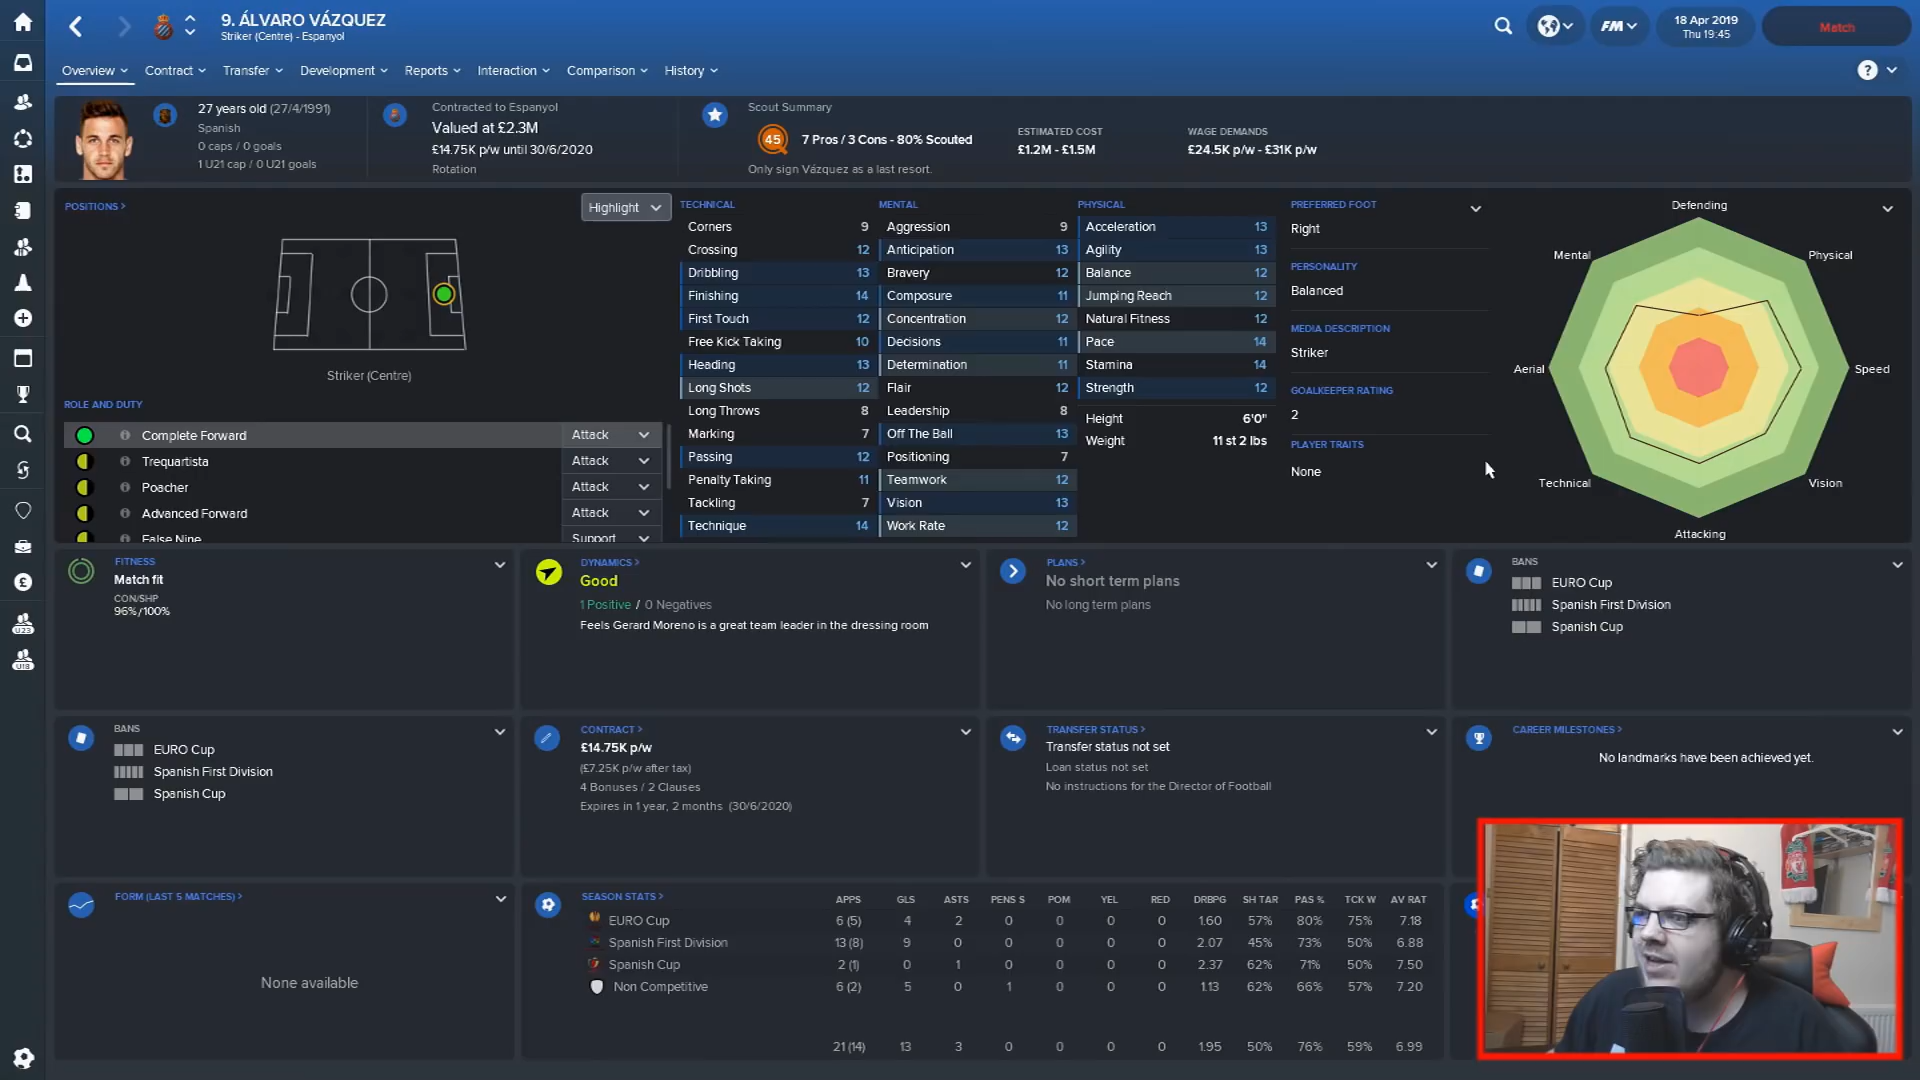 9. ÁLVARO VÁZQUEZ
Striker (Centre) - Espanyol
FM
18 Apr 2019
Thu 19:45
Match
Overview
Contract
Transfer
Development
Reports
Interaction
Comparison
History
?
27 years old (27/4/1991)
Spanish
0 caps / 0 goals
1 U21 cap / 0 U21 goals
Contracted to Espanyol
Valued at £2.3M
£14.75K p/w until 30/6/2020
Rotation
Scout Summary
45
7 Pros / 3 Cons - 80% Scouted
Only sign Vázquez as a last resort.
ESTIMATED COST
£1.2M - £1.5M
WAGE DEMANDS
£24.5K p/w - £31K p/w
POSITIONS >
Highlight
Striker (Centre)
ROLE AND DUTY
Complete Forward Attack
Trequartista Attack
Poacher Attack
Advanced Forward Attack
False Nine Support
TECHNICAL
Corners 9
Crossing 12
Dribbling 13
Finishing 14
First Touch 12
Free Kick Taking 10
Heading 13
Long Shots 12
Long Throws 8
Marking 7
Passing 12
Penalty Taking 11
Tackling 7
Technique 14
MENTAL
Aggression 9
Anticipation 13
Bravery 12
Composure 11
Concentration 12
Decisions 11
Determination 11
Flair 12
Leadership 8
Off The Ball 13
Positioning 7
Teamwork 12
Vision 13
Work Rate 12
PHYSICAL
Acceleration 13
Agility 13
Balance 12
Jumping Reach 12
Natural Fitness 12
Pace 14
Stamina 14
Strength 12
Height 6'0"
Weight 11 st 2 lbs
PREFERRED FOOT
Right
PERSONALITY
Balanced
MEDIA DESCRIPTION
Striker
GOALKEEPER RATING
2
PLAYER TRAITS
None
Defending
Physical
Speed
Vision
Attacking
Technical
Aerial
Mental
FITNESS
Match fit
CON/SHP
96%/100%
DYNAMICS >
Good
1 Positive / 0 Negatives
Feels Gerard Moreno is a great team leader in the dressing room
PLANS >
No short term plans
No long term plans
BANS
EURO Cup
Spanish First Division
Spanish Cup
BANS
EURO Cup
Spanish First Division
Spanish Cup
CONTRACT >
£14.75K p/w
(£7.25K p/w after tax)
4 Bonuses / 2 Clauses
Expires in 1 year, 2 months (30/6/2020)
TRANSFER STATUS >
Transfer status not set
Loan status not set
No instructions for the Director of Football
CAREER MILESTONES >
No landmarks have been achieved yet.
FORM (LAST 5 MATCHES) >
None available
SEASON STATS > APPS GLS ASTS PENS S POM YEL RED DRBPG SH TAR PAS % TCK W AV RAT
EURO Cup 6 (5) 4 2 0 0 0 0 1.60 57% 80% 75% 7.18
Spanish First Division 13 (8) 9 0 0 0 0 0 2.07 45% 73% 50% 6.88
Spanish Cup 2 (1) 0 1 0 0 0 0 2.37 62% 71% 50% 7.50
Non Competitive 6 (2) 5 0 1 0 0 0 1.13 62% 66% 57% 7.20
21 (14) 13 3 0 0 0 0 1.95 50% 76% 59% 6.99
U23
U18